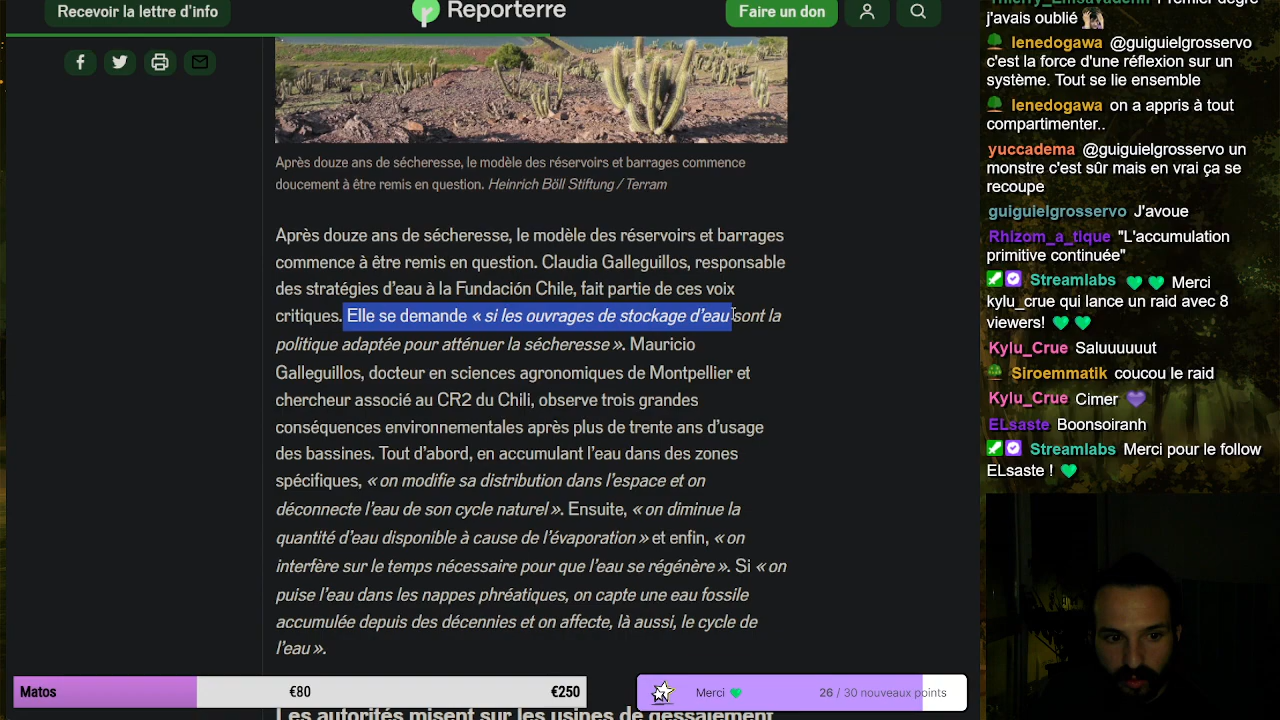 Recevoir la lettre d'info
Reporterre
Faire un don
Après douze ans de sécheresse, le modèle des réservoirs et barrages commence
doucement à être remis en question. Heinrich Böll Stiftung / Terram
Après douze ans de sécheresse, le modèle des réservoirs et barrages
commence à être remis en question. Claudia Galleguillos, responsable
des stratégies d'eau à la Fundación Chile, fait partie de ces voix
critiques. Elle se demande « si les ouvrages de stockage d'eau sont la
politique adaptée pour atténuer la sécheresse ». Mauricio
Galleguillos, docteur en sciences agronomiques de Montpellier et
chercheur associé au CR2 du Chili, observe trois grandes
conséquences environnementales après plus de trente ans d'usage
des bassines. Tout d'abord, en accumulant l'eau dans des zones
spécifiques, « on modifie sa distribution dans l'espace et on
déconnecte l'eau de son cycle naturel ». Ensuite, « on diminue la
quantité d'eau disponible à cause de l'évaporation » et enfin, « on
interfère sur le temps nécessaire pour que l'eau se régénère ». Si « on
puise l'eau dans les nappes phréatiques, on capte une eau fossile
accumulée depuis des décennies et on affecte, là aussi, le cycle de
l'eau ».
Les autorités misent sur les usines de dessalement
Matos
€80
€250
Merci
26 / 30 nouveaux points
Premier degré
j'avais oublié
lenedogawa @guiguielgrosservo
c'est la force d'une réflexion sur un
système. Tout se lie ensemble
lenedogawa on a appris à tout
compartimenter..
yuccadema @guiguielgrosservo un
monstre c'est sûr mais en vrai ça se
recoupe
guiguielgrosservo J'avoue
Rhizom_a_tique "L'accumulation
primitive continuée"
Streamlabs Merci
kylu_crue qui lance un raid avec 8
viewers!
Kylu_Crue Saluuuuuut
Siroemmatik coucou le raid
Kylu_Crue Cimer
ELsaste Boonsoiranh
Streamlabs Merci pour le follow
ELsaste !